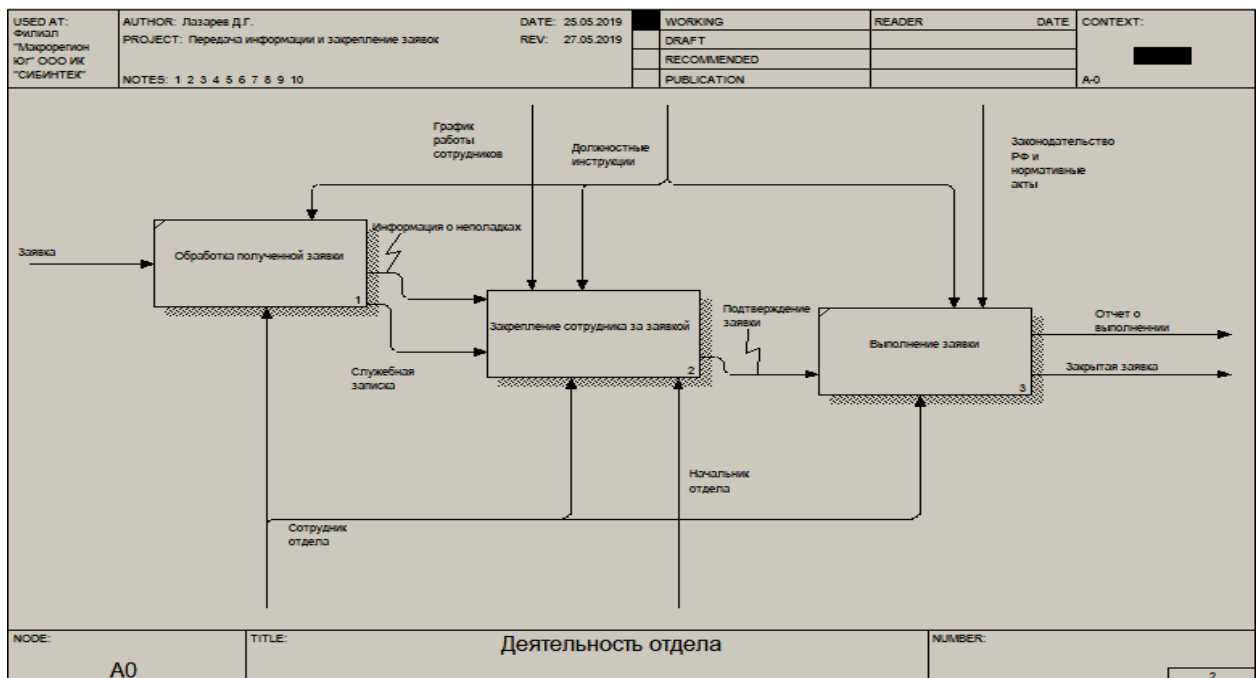 USED AT:
Филиал
"Макрорегион
Юг" ООО ИК
"СИБИНТЕК"
AUTHOR: Лазарев Д.Г.
DATE: 25.05.2019
PROJECT: Передача информации и закрепление заявок
REV: 27.05.2019
NOTES: 1 2 3 4 5 6 7 8 9 10
WORKING
DRAFT
RECOMMENDED
PUBLICATION
READER
DATE
CONTEXT:
A-0
График
работы
сотрудников
Должностные
инструкции
Законодательство
РФ и
нормативные
акты
Заявка
Обработка полученной заявки
1
Информация о неполадках
Служебная
записка
Закрепление сотрудника за заявкой
2
Подтверждение
заявки
Выполнение заявки
3
Отчет о
выполнении
Закрытая заявка
Начальник
отдела
Сотрудник
отдела
NODE:
A0
TITLE:
Деятельность отдела
NUMBER:
2